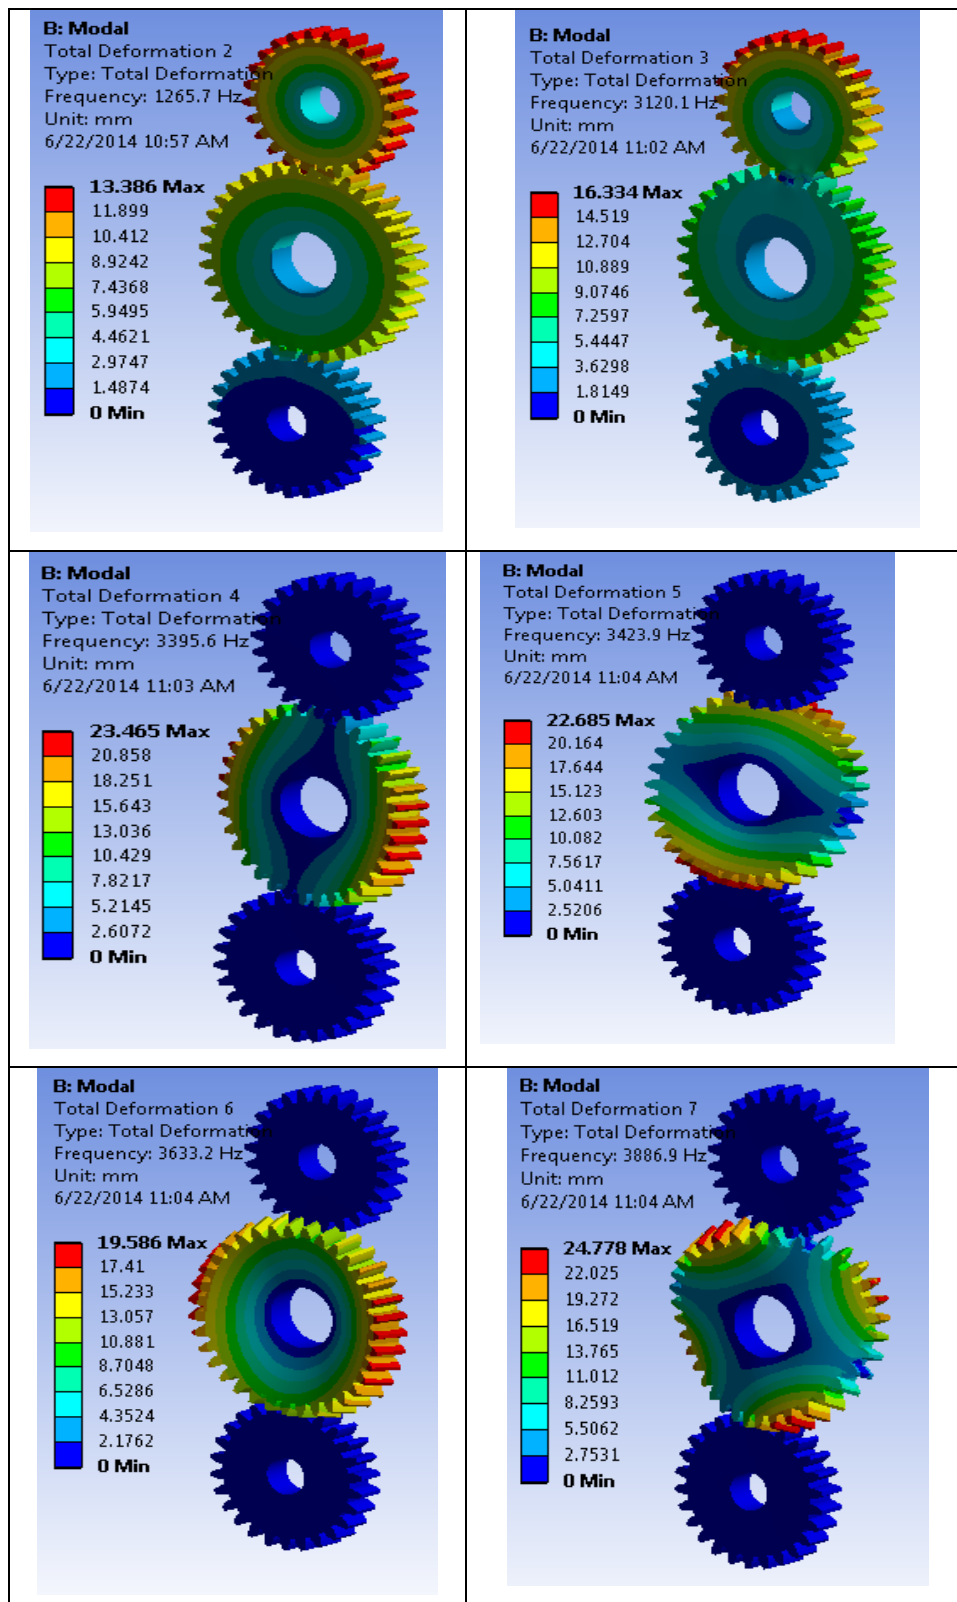 B: Modal
Total Deformation 2
Type: Total Deformation
Frequency: 1265.7 Hz
Unit: mm
6/22/2014 10:57 AM
13.386 Max
11.899
10.412
8.9242
7.4368
5.9495
4.4621
2.9747
1.4874
0 Min
B: Modal
Total Deformation 3
Type: Total Deformation
Frequency: 3120.1 Hz
Unit: mm
6/22/2014 11:02 AM
16.334 Max
14.519
12.704
10.889
9.0746
7.2597
5.4447
3.6298
1.8149
0 Min
B: Modal
Total Deformation 4
Type: Total Deformation
Frequency: 3395.6 Hz
Unit: mm
6/22/2014 11:03 AM
23.465 Max
20.858
18.251
15.643
13.036
10.429
7.8217
5.2145
2.6072
0 Min
B: Modal
Total Deformation 5
Type: Total Deformation
Frequency: 3423.9 Hz
Unit: mm
6/22/2014 11:04 AM
22.685 Max
20.164
17.644
15.123
12.603
10.082
7.5617
5.0411
2.5206
0 Min
B: Modal
Total Deformation 6
Type: Total Deformation
Frequency: 3633.2 Hz
Unit: mm
6/22/2014 11:04 AM
19.586 Max
17.41
15.233
13.057
10.881
8.7048
6.5286
4.3524
2.1762
0 Min
B: Modal
Total Deformation 7
Type: Total Deformation
Frequency: 3886.9 Hz
Unit: mm
6/22/2014 11:04 AM
24.778 Max
22.025
19.272
16.519
13.765
11.012
8.2593
5.5062
2.7531
0 Min